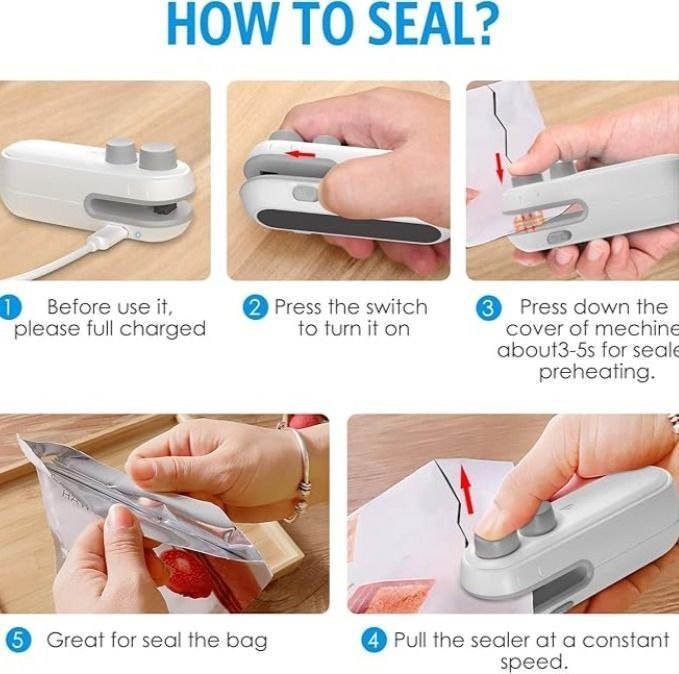 HOW TO SEAL?
1 Before use it,
please full charged
2 Press the switch
to turn it on
3 Press down the
cover of mechine
about3-5s for seale
preheating.
5 Great for seal the bag
4 Pull the sealer at a constant
speed.